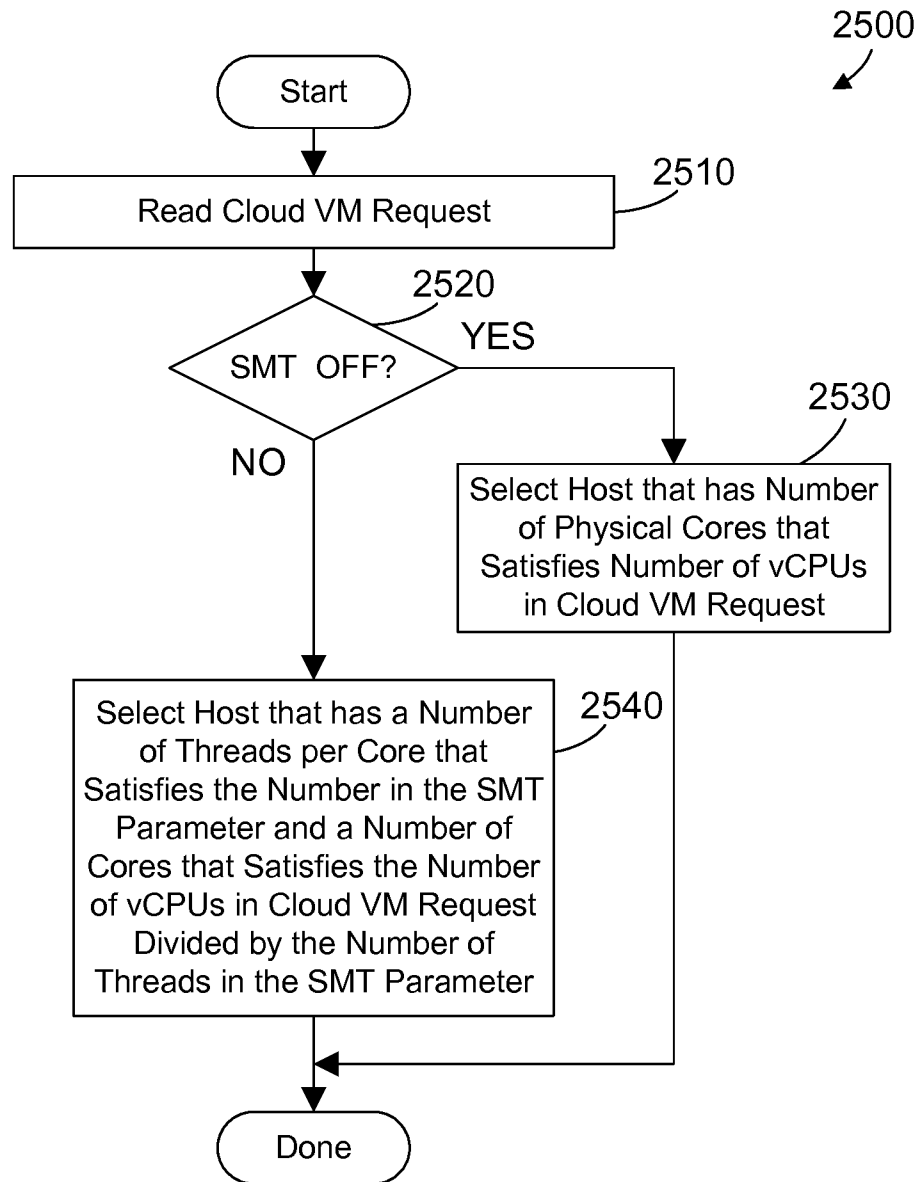 2500
Start
2510
Read Cloud VM Request
2520
YES
SMT OFF?
2530
NO
Select Host that has Number
of Physical Cores that
Satisfies Number of vCPUs
in Cloud VM Request
2540
Select Host that has a Number
of Threads per Core that
Satisfies the Number in the SMT
Parameter and a Number of
Cores that Satisfies the Number
of vCPUs in Cloud VM Request
Divided by the Number of
Threads in the SMT Parameter
Done